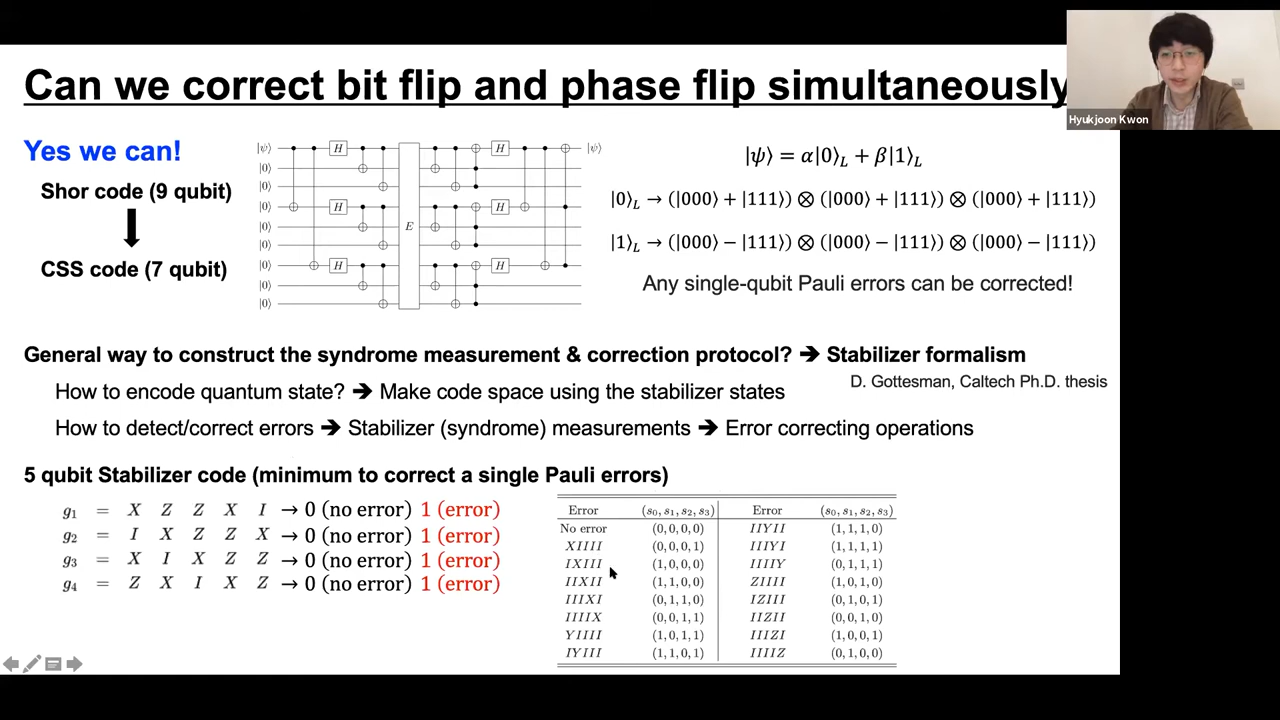 Can we correct bit flip and phase flip simultaneously
Hyukjoon Kwon
Yes we can!
Shor code (9 qubit)
CSS code (7 qubit)
|ψ⟩ H H |ψ⟩
|0⟩
|0⟩
|0⟩ H H
|0⟩ E
|0⟩
|0⟩ H H
|0⟩
|0⟩
|ψ⟩ = α|0⟩_L + β|1⟩_L
|0⟩_L → (|000⟩ + |111⟩) ⊗ (|000⟩ + |111⟩) ⊗ (|000⟩ + |111⟩)
|1⟩_L → (|000⟩ − |111⟩) ⊗ (|000⟩ − |111⟩) ⊗ (|000⟩ − |111⟩)
Any single-qubit Pauli errors can be corrected!
General way to construct the syndrome measurement & correction protocol? ➔ Stabilizer formalism
D. Gottesman, Caltech Ph.D. thesis
How to encode quantum state? ➔ Make code space using the stabilizer states
How to detect/correct errors ➔ Stabilizer (syndrome) measurements ➔ Error correcting operations
5 qubit Stabilizer code (minimum to correct a single Pauli errors)
g₁ = X Z Z X I → 0 (no error) 1 (error)
g₂ = I X Z Z X → 0 (no error) 1 (error)
g₃ = X I X Z Z → 0 (no error) 1 (error)
g₄ = Z X I X Z → 0 (no error) 1 (error)
Error (s₀, s₁, s₂, s₃) Error (s₀, s₁, s₂, s₃)
No error (0, 0, 0, 0) IIYII (1, 1, 1, 0)
XIIII (0, 0, 0, 1) IIIYI (1, 1, 1, 1)
IXIII (1, 0, 0, 0) IIIIY (0, 1, 1, 1)
IIXII (1, 1, 0, 0) ZIIII (1, 0, 1, 0)
IIIXI (0, 1, 1, 0) IZIII (0, 1, 0, 1)
IIIIX (0, 0, 1, 1) IIZII (0, 0, 1, 0)
YIIII (1, 0, 1, 1) IIIZI (1, 0, 0, 1)
IYIII (1, 1, 0, 1) IIIIZ (0, 1, 0, 0)